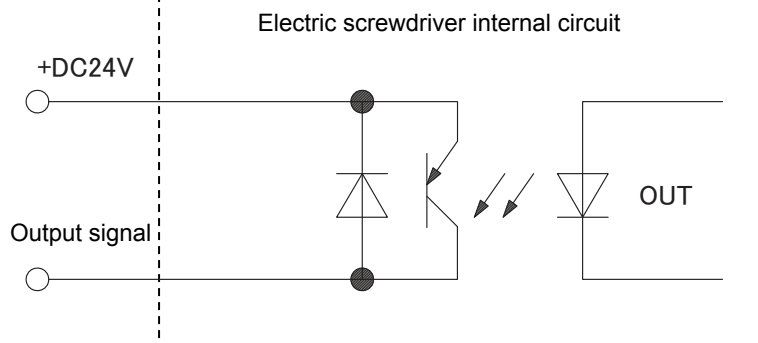 Electric screwdriver internal circuit
+DC24V
OUT
Output signal